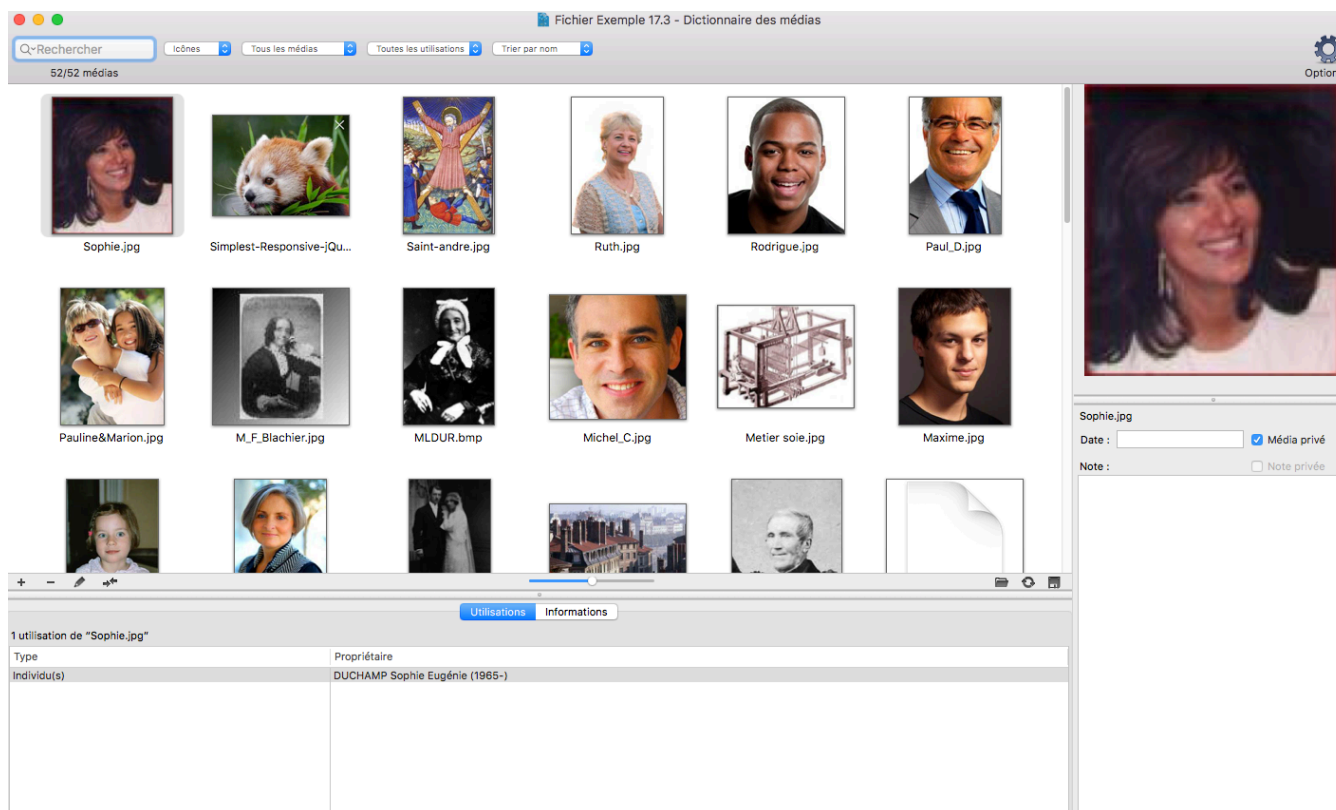 Fichier Exemple 17.3 - Dictionnaire des médias
Rechercher
Icônes
Tous les médias
Toutes les utilisations
Trier par nom
52/52 médias
Option
Sophie.jpg
Simplest-Responsive-jQu...
Saint-andre.jpg
Ruth.jpg
Rodrigue.jpg
Paul_D.jpg
Pauline&Marion.jpg
M_F_Blachier.jpg
MLDUR.bmp
Michel_C.jpg
Metier soie.jpg
Maxime.jpg
Sophie.jpg
Date :
Média privé
Note :
Note privée
Utilisations
Informations
1 utilisation de "Sophie.jpg"
Type
Propriétaire
Individu(s)
DUCHAMP Sophie Eugénie (1965-)